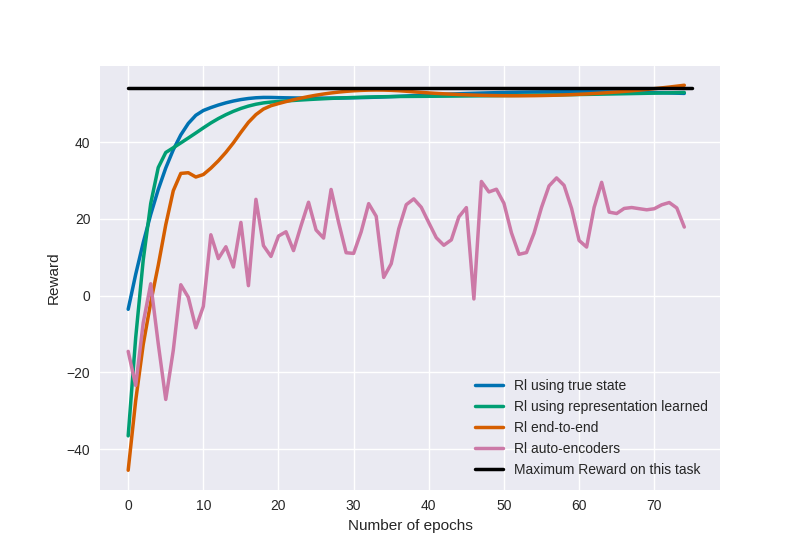 40
20
0
−20
−40
Reward
Rl using true state
Rl using representation learned
Rl end-to-end
Rl auto-encoders
Maximum Reward on this task
0 10 20 30 40 50 60 70
Number of epochs